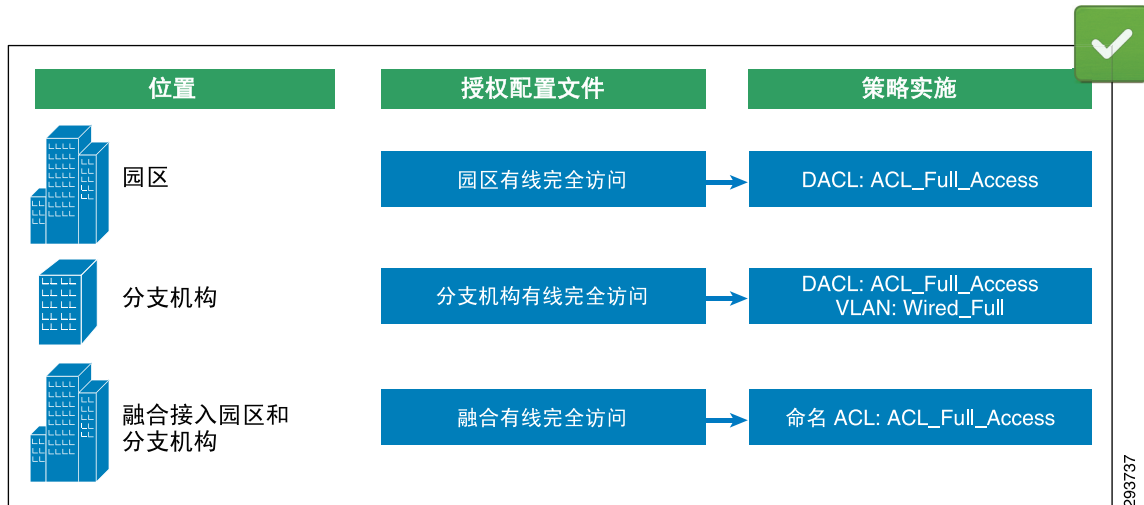 位置
授权配置文件
策略实施
园区
园区有线完全访问
DACL: ACL_Full_Access
分支机构
分支机构有线完全访问
DACL: ACL_Full_Access
VLAN: Wired_Full
融合接入园区和
分支机构
融合有线完全访问
命名 ACL: ACL_Full_Access
293737